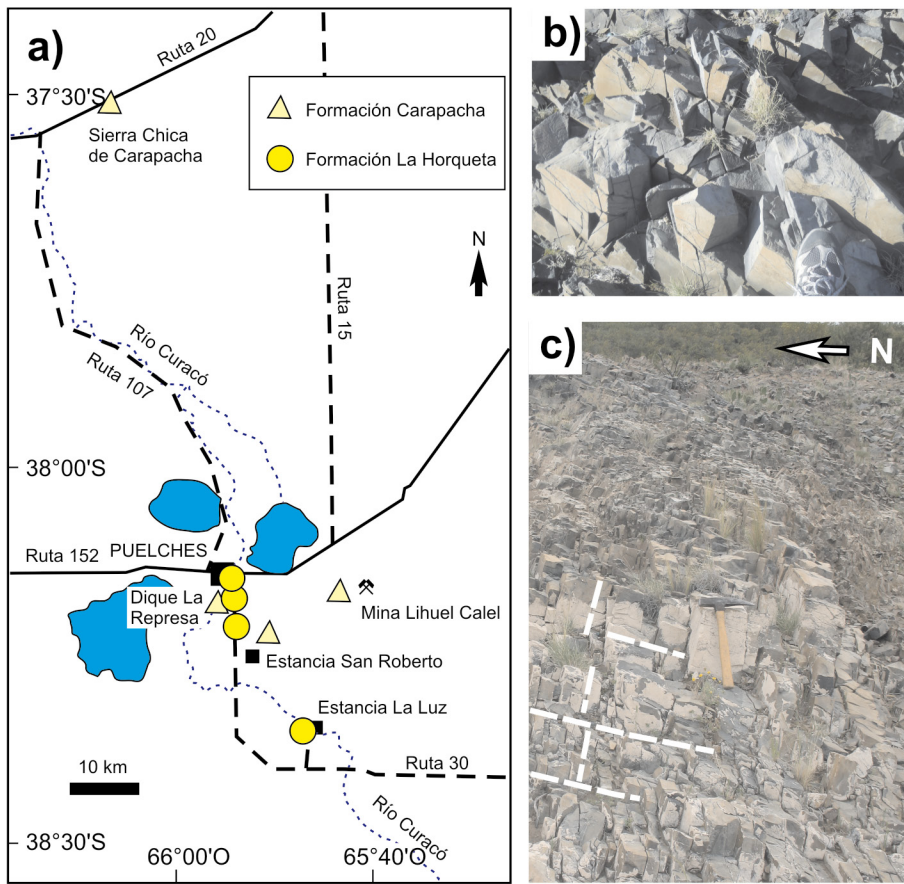 a)
Ruta 20
37°30'S
Sierra Chica
de Carapacha
Formación Carapacha
Formación La Horqueta
N
Ruta 15
Río Curacó
Ruta 107
38°00'S
Ruta 152
PUELCHES
Dique La
Represa
Mina Lihuel Calel
Estancia San Roberto
Estancia La Luz
10 km
Ruta 30
Río Curacó
38°30'S
66°00'O
65°40'O
b)
c)
N